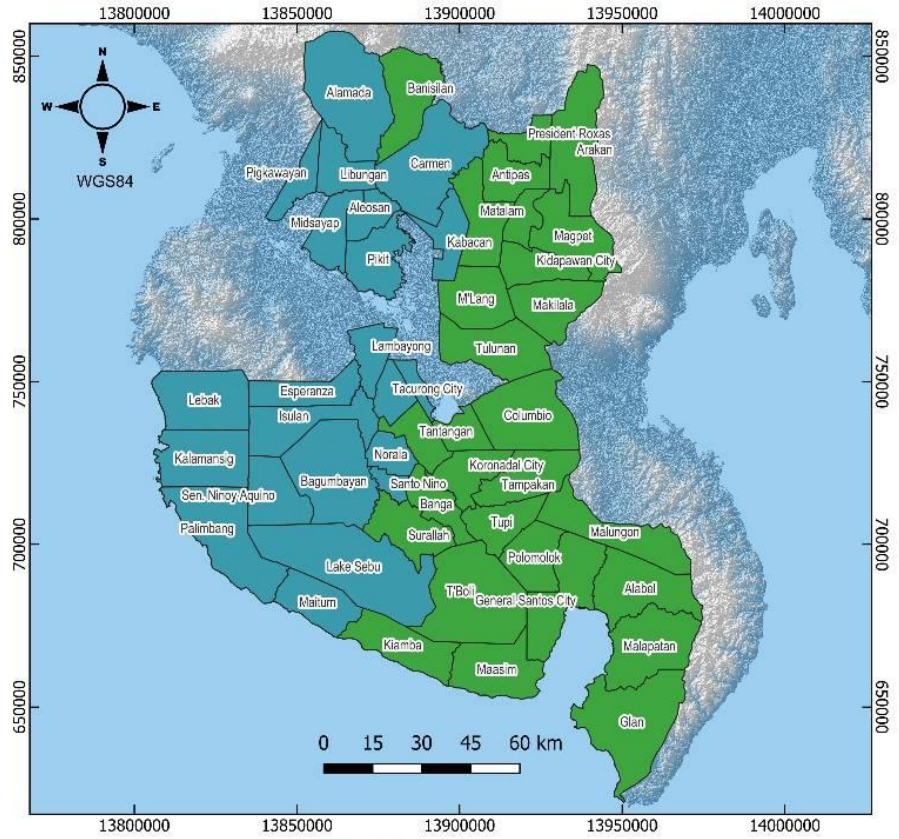 13800000 13850000 13900000 13950000 14000000
850000
850000
N
W E
S
WGS84
Banisilan
Alamada
President Roxas
Arakan
Carmen
Pigkawayan
Libungan
Antipas
Aleosan
Matalam
Midsayap
Magpet
Kabacan
Pikit
Kidapawan City
800000
800000
M'Lang
Makilala
Lambayong
Tulunan
750000
750000
Esperanza
Tacurong City
Lebak
Isulan
Columbio
Tantangan
Norala
Kalamansig
Koronadal City
Bagumbayan
Santo Nino
Tampakan
Sen. Ninoy Aquino
Banga
Palimbang
Tupi
Malungon
Surallah
700000
700000
Polomolok
Lake Sebu
T'Boli
Alabel
General Santos City
Maitum
Kiamba
Malapatan
Maasim
650000
650000
Glan
0 15 30 45 60 km
13800000 13850000 13900000 13950000 14000000